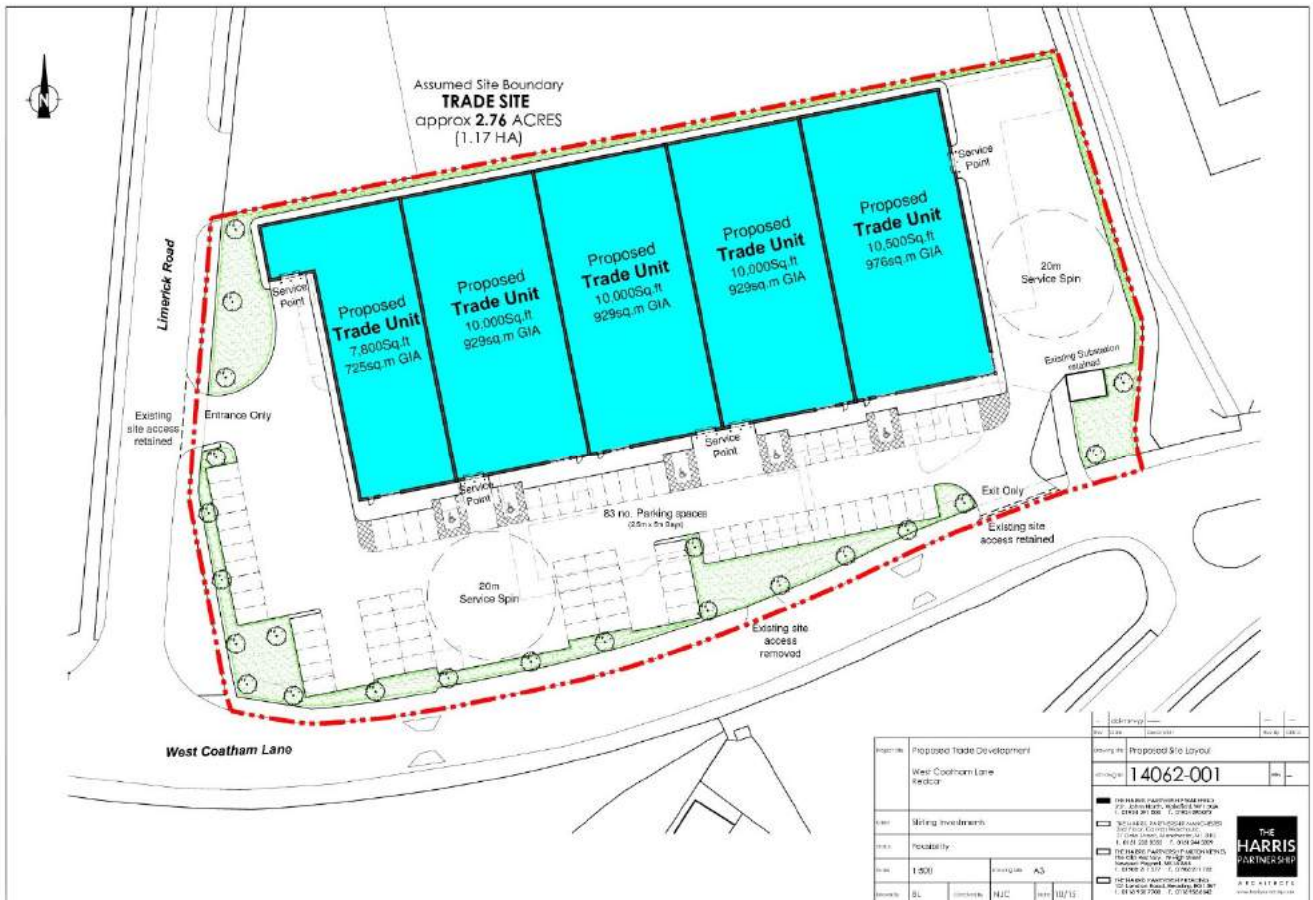 Assumed Site Boundary
TRADE SITE
approx 2.76 ACRES
(1.17 HA)
N
Limerick Road
Service
Point
Proposed
Trade Unit
7,800Sq.ft
725sq.m GIA
Proposed
Trade Unit
10,000Sq.ft
929sq.m GIA
Proposed
Trade Unit
10,000Sq.ft
929sq.m GIA
Proposed
Trade Unit
10,000Sq.ft
929sq.m GIA
Proposed
Trade Unit
10,500Sq.ft
976sq.m GIA
Service
Point
20m
Service Spin
Existing Substation
retained
Existing
site access
retained
Entrance Only
Service
Point
Service
Point
83 no. Parking spaces
(2.5m x 5m Bays)
Exit Only
Existing site
access retained
20m
Service Spin
Existing site
access
removed
West Coatham Lane
Proposed Trade Development
West Coatham Lane
Redcar
Feasibility
1:500
A3
BL
NJC
10/15
Proposed Site Layout
14062-001
THE
HARRIS
PARTNERSHIP
ARCHITECTS